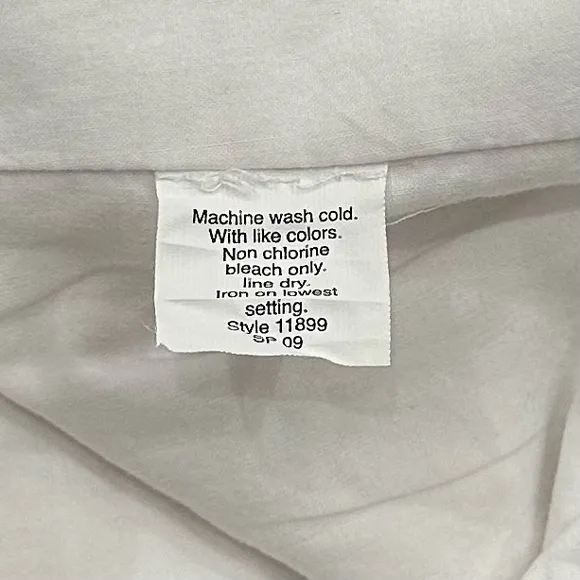 Machine wash cold.
With like colors.
Non chlorine
bleach only.
line dry.
Iron on lowest
setting.
Style 11899
SP 09